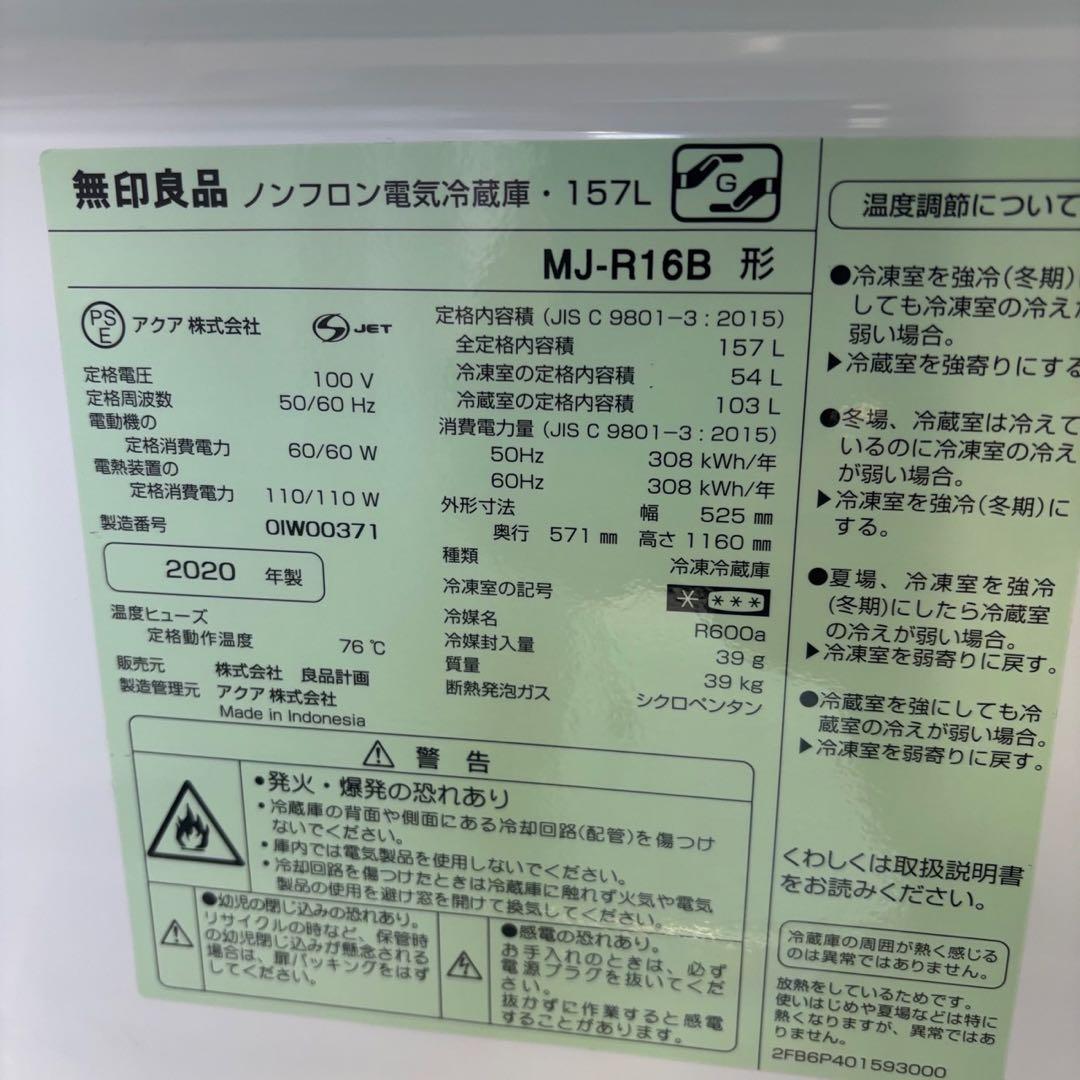 無印良品 ノンフロン電気冷蔵庫・157L
G
MJ-R16B 形
PSE アクア株式会社 S JET
定格電圧 100 V
定格周波数 50/60 Hz
電動機の
定格消費電力 60/60 W
電熱装置の
定格消費電力 110/110 W
製造番号 0IW00371
2020 年製
温度ヒューズ
定格動作温度 76 ℃
販売元 株式会社 良品計画
製造管理元 アクア株式会社
Made in Indonesia
定格内容積 (JIS C 9801-3 : 2015)
全定格内容積 157 L
冷凍室の定格内容積 54 L
冷蔵室の定格内容積 103 L
消費電力量 (JIS C 9801-3 : 2015)
50Hz 308 kWh/年
60Hz 308 kWh/年
外形寸法 幅 525 mm
奥行 571 mm 高さ 1160 mm
種類 冷凍冷蔵庫
冷凍室の記号 * ***
冷媒名 R600a
冷媒封入量 39 g
質量 39 kg
断熱発泡ガス シクロペンタン
警告
•発火・爆発の恐れあり
•冷蔵庫の背面や側面にある冷却回路(配管)を傷つけ
ないでください。
•庫内では電気製品を使用しないでください。
•冷却回路を傷つけたときは冷蔵庫に触れず火気や電気
製品の使用を避け窓を開けて換気してください。
●幼児の閉じ込みの恐れあり。
リサイクルの時など、保管時
の幼児閉じ込みが懸念される
場合は、扉パッキングをはず
してください。
●感電の恐れあり。
お手入れのときは、必ず
電源プラグを抜いてくだ
さい。
抜かずに作業すると感電
することがあります。
温度調節について
●冷凍室を強冷(冬期)に
しても冷凍室の冷えが
弱い場合。
▶冷蔵室を強寄りにする
●冬場、冷蔵室は冷えて
いるのに冷凍室の冷え
が弱い場合。
▶冷凍室を強冷(冬期)に
する。
●夏場、冷凍室を強冷
(冬期)にしたら冷蔵室
の冷えが弱い場合。
▶冷凍室を弱寄りに戻す。
●冷蔵室を強にしても冷
蔵室の冷えが弱い場合。
▶冷凍室を弱寄りに戻す。
くわしくは取扱説明書
をお読みください。
冷蔵庫の周囲が熱く感じる
のは異常ではありません。
放熱をしているためです。
使いはじめや夏場などは特に
熱くなりますが、異常ではあ
りません。
2FB6P401593000